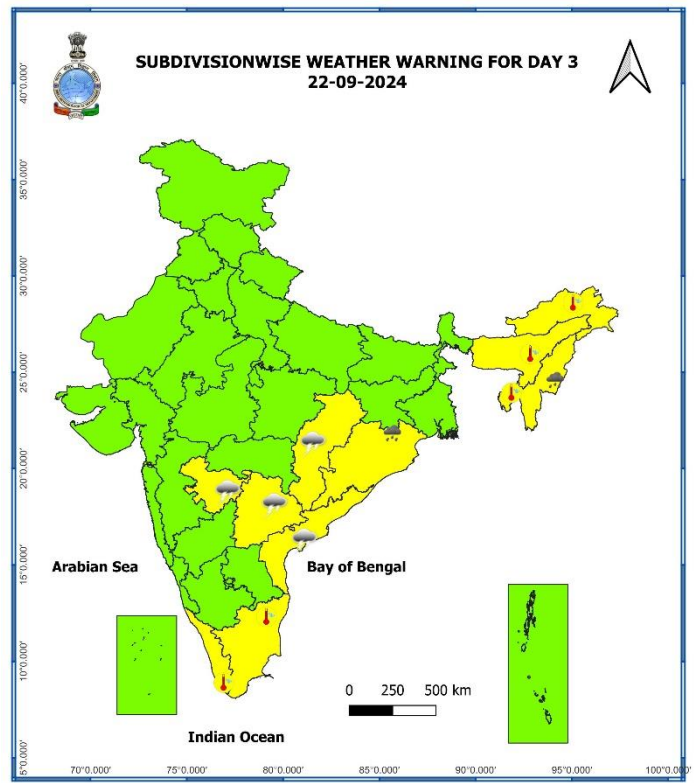 SUBDIVISIONWISE WEATHER WARNING FOR DAY 3
22-09-2024
40°0.000'
35°0.000'
30°0.000'
25°0.000'
20°0.000'
15°0.000'
10°0.000'
5°0.000'
Arabian Sea
Bay of Bengal
0 250 500 km
Indian Ocean
70°0.000' 75°0.000' 80°0.000' 85°0.000' 90°0.000' 95°0.000' 100°0.000'